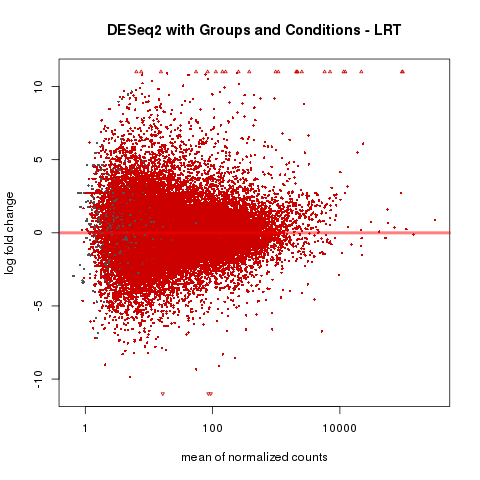 DESeq2 with Groups and Conditions - LRT
10
5
0
-5
-10
log fold change
1
100
10000
mean of normalized counts